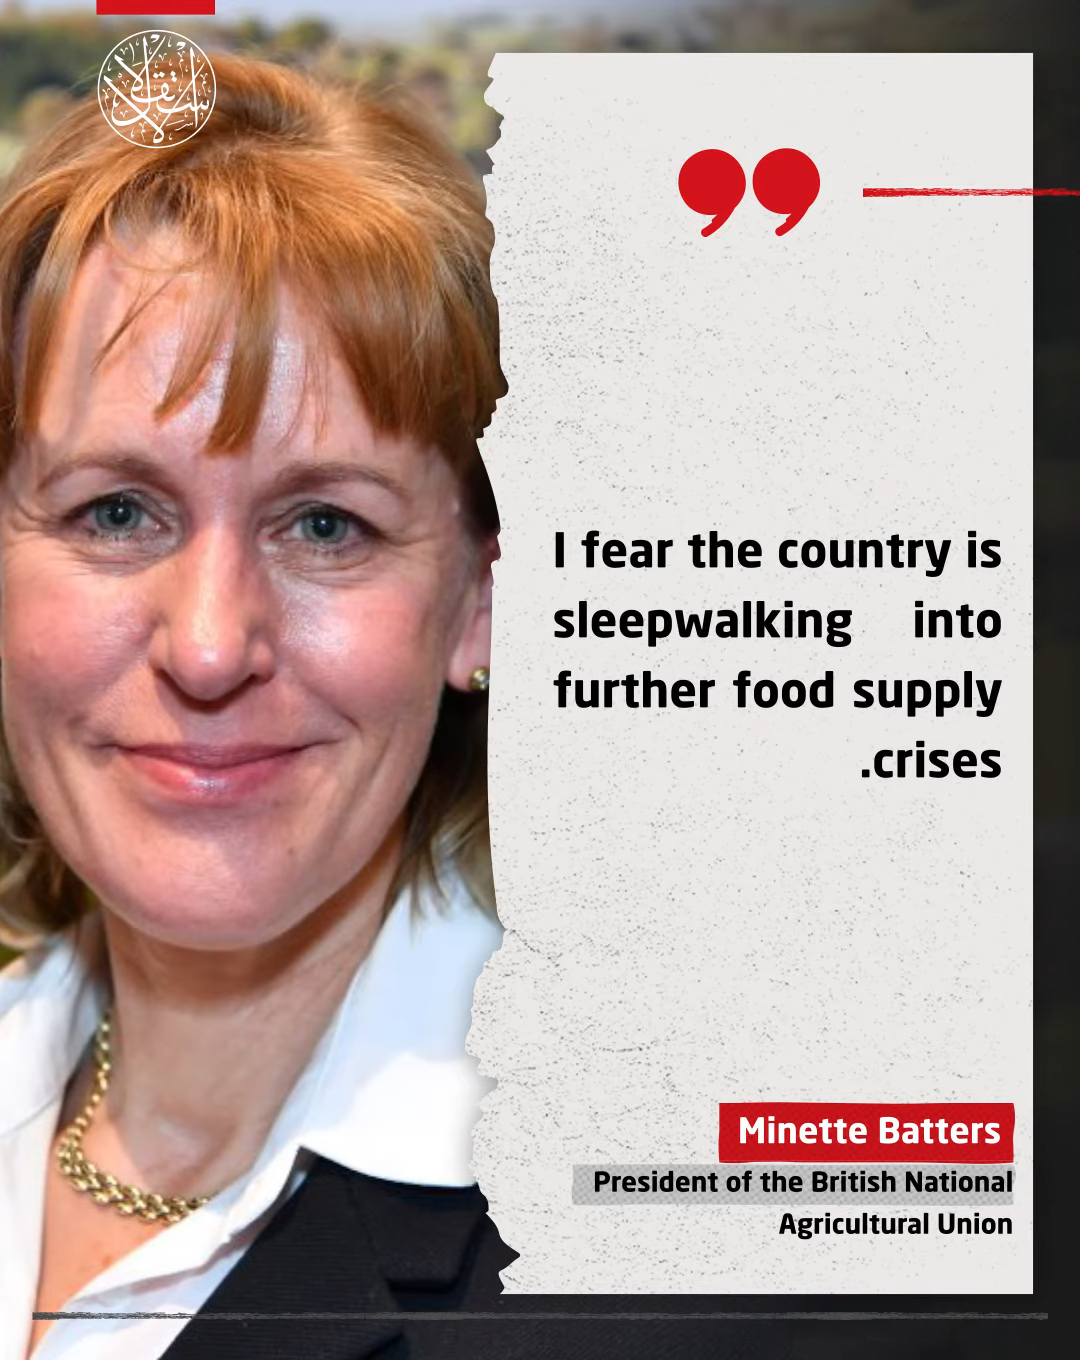 ”
I fear the country is
sleepwalking into
further food supply
.crises
Minette Batters
President of the British National
Agricultural Union